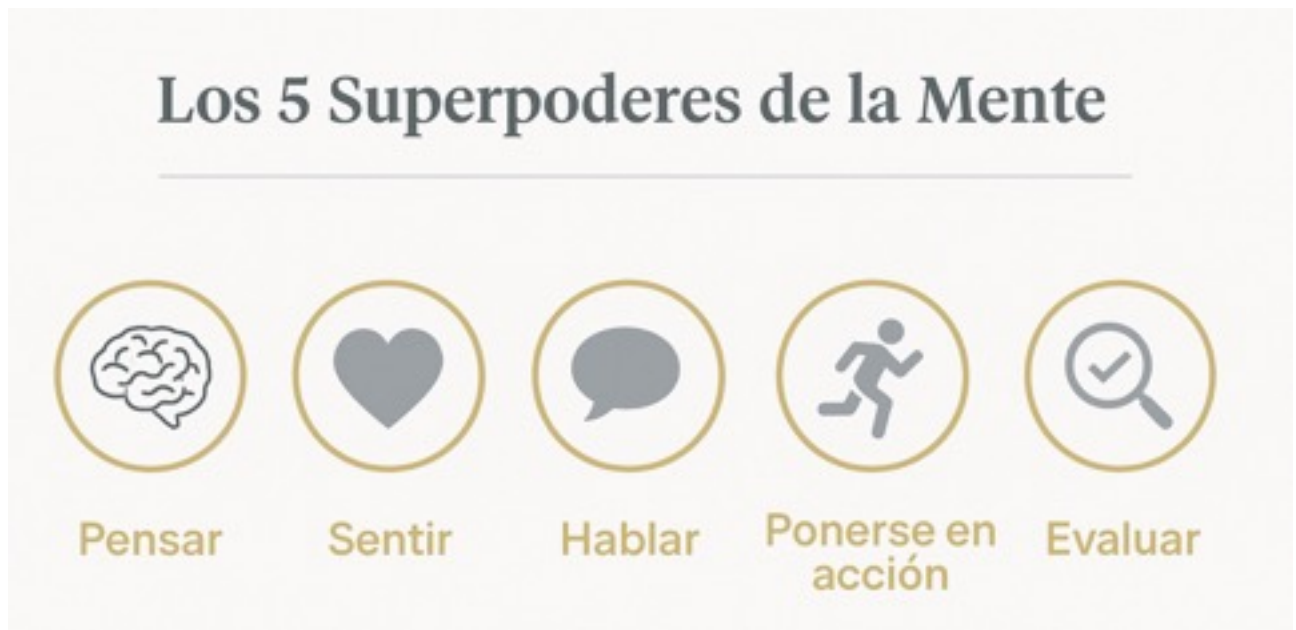 Los 5 Superpoderes de la Mente
Pensar
Sentir
Hablar
Ponerse en
acción
Evaluar